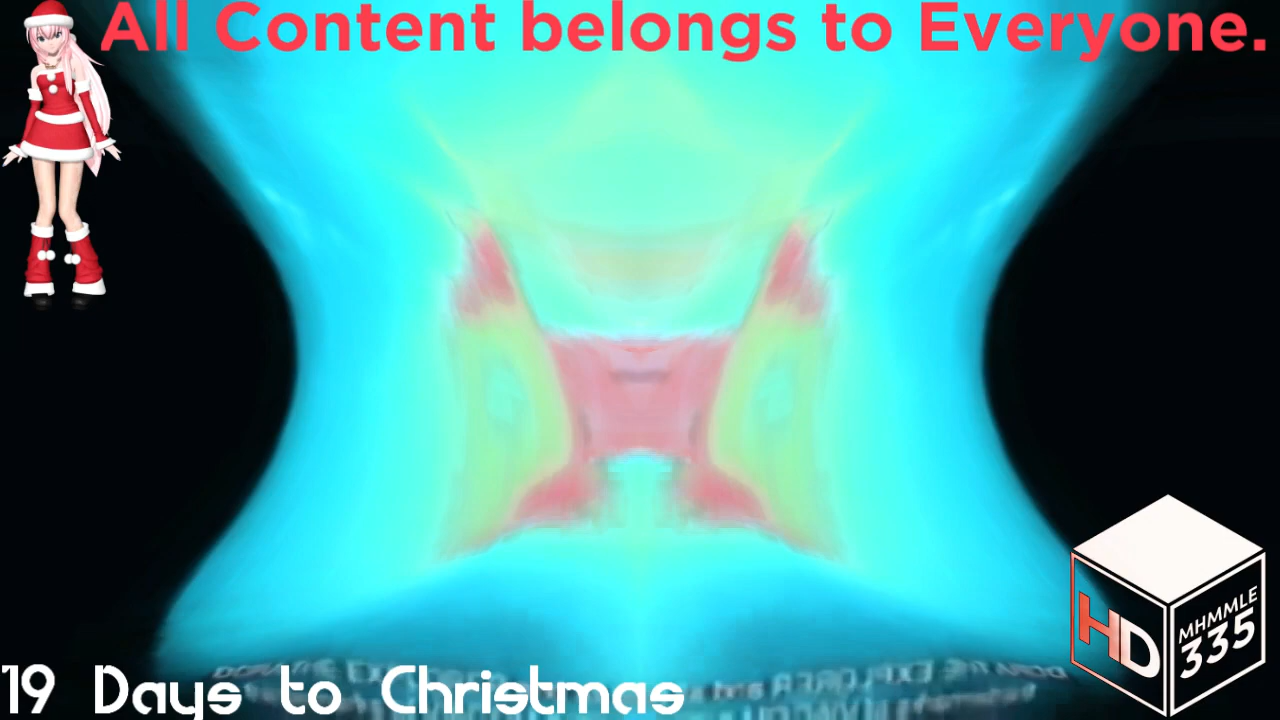 All Content belongs to Everyone.
HD
MHMMLE
335
19 Days to Christmas